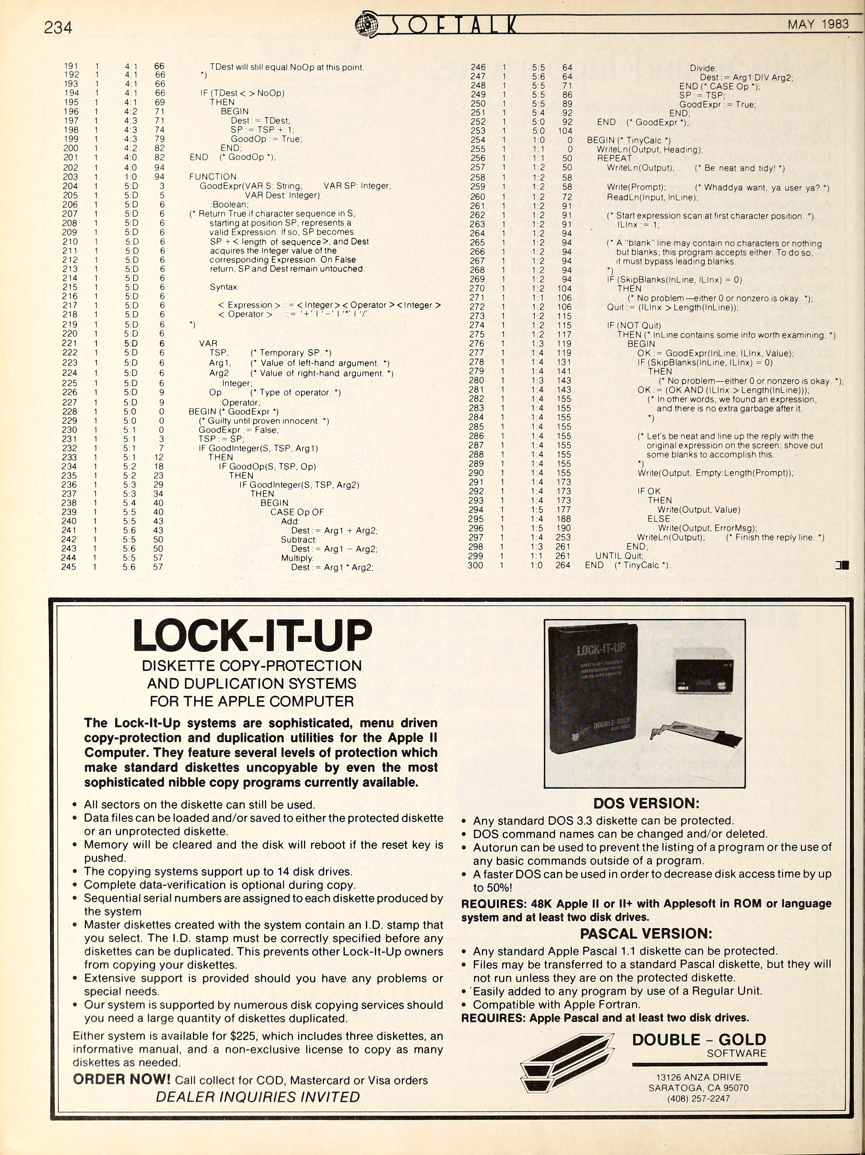 234
SOFTALK
MAY 1983
191 1 4:1 66 TDest will still equal NoOp at this point.
192 1 4:1 66 *)
193 1 4:1 66
194 1 4:1 66 IF (TDest < > NoOp)
195 1 4:1 69 THEN
196 1 4:2 71 BEGIN
197 1 4:3 71 Dest := TDest;
198 1 4:3 74 SP := TSP + 1;
199 1 4:3 79 GoodOp := True;
200 1 4:2 82 END;
201 1 4:0 82 END (* GoodOp *);
202 1 4:0 94
203 1 1:0 94 FUNCTION
204 1 5:D 3 GoodExpr(VAR S: String; VAR SP: Integer;
205 1 5:D 5 VAR Dest: Integer)
206 1 5:D 6 :Boolean;
207 1 5:D 6 (* Return True if character sequence in S,
208 1 5:D 6 starting at position SP, represents a
209 1 5:D 6 valid Expression. If so, SP becomes
210 1 5:D 6 SP + < length of sequence>, and Dest
211 1 5:D 6 acquires the Integer value of the
212 1 5:D 6 corresponding Expression. On False
213 1 5:D 6 return, SP and Dest remain untouched.
214 1 5:D 6
215 1 5:D 6 Syntax:
216 1 5:D 6
217 1 5:D 6 < Expression > ::= < Integer > < Operator > < Integer >
218 1 5:D 6 < Operator > ::= '+' | '−' | '*' | '/'
219 1 5:D 6 *)
220 1 5:D 6
221 1 5:D 6 VAR
222 1 5:D 6 TSP, (* Temporary SP. *)
223 1 5:D 6 Arg1, (* Value of left-hand argument. *)
224 1 5:D 6 Arg2 (* Value of right-hand argument. *)
225 1 5:D 6 :Integer;
226 1 5:D 9 Op (* Type of operator. *)
227 1 5:D 9 :Operator;
228 1 5:0 0 BEGIN (* GoodExpr *)
229 1 5:0 0 (* Guilty until proven innocent. *)
230 1 5:1 0 GoodExpr := False;
231 1 5:1 3 TSP := SP;
232 1 5:1 7 IF GoodInteger(S, TSP, Arg1)
233 1 5:1 12 THEN
234 1 5:2 18 IF GoodOp(S, TSP, Op)
235 1 5:2 23 THEN
236 1 5:3 29 IF GoodInteger(S, TSP, Arg2)
237 1 5:3 34 THEN
238 1 5:4 40 BEGIN
239 1 5:5 40 CASE Op OF
240 1 5:5 43 Add:
241 1 5:6 43 Dest := Arg1 + Arg2;
242 1 5:5 50 Subtract:
243 1 5:6 50 Dest := Arg1 − Arg2;
244 1 5:5 57 Multiply:
245 1 5:6 57 Dest := Arg1 * Arg2;
246 1 5:5 64 Divide:
247 1 5:6 64 Dest := Arg1 DIV Arg2;
248 1 5:5 71 END (* CASE Op *);
249 1 5:5 86 SP := TSP;
250 1 5:5 89 GoodExpr := True;
251 1 5:4 92 END;
252 1 5:0 92 END (* GoodExpr *);
253 1 5:0 104
254 1 1:0 0 BEGIN (* TinyCalc *)
255 1 1:1 0 WriteLn(Output, Heading);
256 1 1:1 50 REPEAT
257 1 1:2 50 WriteLn(Output); (* Be neat and tidy! *)
258 1 1:2 58
259 1 1:2 58 Write(Prompt); (* Whaddya want, ya user ya? *)
260 1 1:2 72 ReadLn(Input, InLine);
261 1 1:2 91
262 1 1:2 91 (* Start expression scan at first character position. *)
263 1 1:2 91 ILInx := 1;
264 1 1:2 94
265 1 1:2 94 (* A "blank" line may contain no characters or nothing
266 1 1:2 94 but blanks; this program accepts either. To do so,
267 1 1:2 94 it must bypass leading blanks.
268 1 1:2 94 *)
269 1 1:2 94 IF (SkipBlanks(InLine, ILInx) = 0)
270 1 1:2 104 THEN
271 1 1:1 106 (* No problem—either 0 or nonzero is okay. *);
272 1 1:2 106 Quit := (ILInx > Length(InLine));
273 1 1:2 115
274 1 1:2 115 IF (NOT Quit)
275 1 1:2 117 THEN (* InLine contains some info worth examining. *)
276 1 1:3 119 BEGIN
277 1 1:4 119 OK := GoodExpr(InLine, ILInx, Value);
278 1 1:4 131 IF (SkipBlanks(InLine, ILInx) = 0)
279 1 1:4 141 THEN
280 1 1:3 143 (* No problem—either 0 or nonzero is okay. *);
281 1 1:4 143 OK := (OK AND (ILInx > Length(InLine)));
282 1 1:4 155 (* In other words, we found an expression,
283 1 1:4 155 and there is no extra garbage after it.
284 1 1:4 155 *)
285 1 1:4 155
286 1 1:4 155 (* Let's be neat and line up the reply with the
287 1 1:4 155 original expression on the screen; shove out
288 1 1:4 155 some blanks to accomplish this.
289 1 1:4 155 *)
290 1 1:4 155 Write(Output, Empty:Length(Prompt));
291 1 1:4 173
292 1 1:4 173 IF OK
293 1 1:4 173 THEN
294 1 1:5 177 Write(Output, Value)
295 1 1:4 188 ELSE
296 1 1:5 190 Write(Output, ErrorMsg);
297 1 1:4 253 WriteLn(Output); (* Finish the reply line. *)
298 1 1:3 261 END;
299 1 1:1 261 UNTIL Quit;
300 1 1:0 264 END (* TinyCalc *).
LOCK-IT-UP
DISKETTE COPY-PROTECTION
AND DUPLICATION SYSTEMS
FOR THE APPLE COMPUTER
The Lock-It-Up systems are sophisticated, menu driven
copy-protection and duplication utilities for the Apple II
Computer. They feature several levels of protection which
make standard diskettes uncopyable by even the most
sophisticated nibble copy programs currently available.
• All sectors on the diskette can still be used.
• Data files can be loaded and/or saved to either the protected diskette
or an unprotected diskette.
• Memory will be cleared and the disk will reboot if the reset key is
pushed.
• The copying systems support up to 14 disk drives.
• Complete data-verification is optional during copy.
• Sequential serial numbers are assigned to each diskette produced by
the system
• Master diskettes created with the system contain an I.D. stamp that
you select. The I.D. stamp must be correctly specified before any
diskettes can be duplicated. This prevents other Lock-It-Up owners
from copying your diskettes.
• Extensive support is provided should you have any problems or
special needs.
• Our system is supported by numerous disk copying services should
you need a large quantity of diskettes duplicated.
Either system is available for $225, which includes three diskettes, an
informative manual, and a non-exclusive license to copy as many
diskettes as needed.
ORDER NOW! Call collect for COD, Mastercard or Visa orders
DEALER INQUIRIES INVITED
LOCK-IT-UP
DOUBLE-GOLD
DOS VERSION:
• Any standard DOS 3.3 diskette can be protected.
• DOS command names can be changed and/or deleted.
• Autorun can be used to prevent the listing of a program or the use of
any basic commands outside of a program.
• A faster DOS can be used in order to decrease disk access time by up
to 50%!
REQUIRES: 48K Apple II or II+ with Applesoft in ROM or language
system and at least two disk drives.
PASCAL VERSION:
• Any standard Apple Pascal 1.1 diskette can be protected.
• Files may be transferred to a standard Pascal diskette, but they will
not run unless they are on the protected diskette.
• Easily added to any program by use of a Regular Unit.
• Compatible with Apple Fortran.
REQUIRES: Apple Pascal and at least two disk drives.
DOUBLE – GOLD
SOFTWARE
13126 ANZA DRIVE
SARATOGA, CA 95070
(408) 257-2247